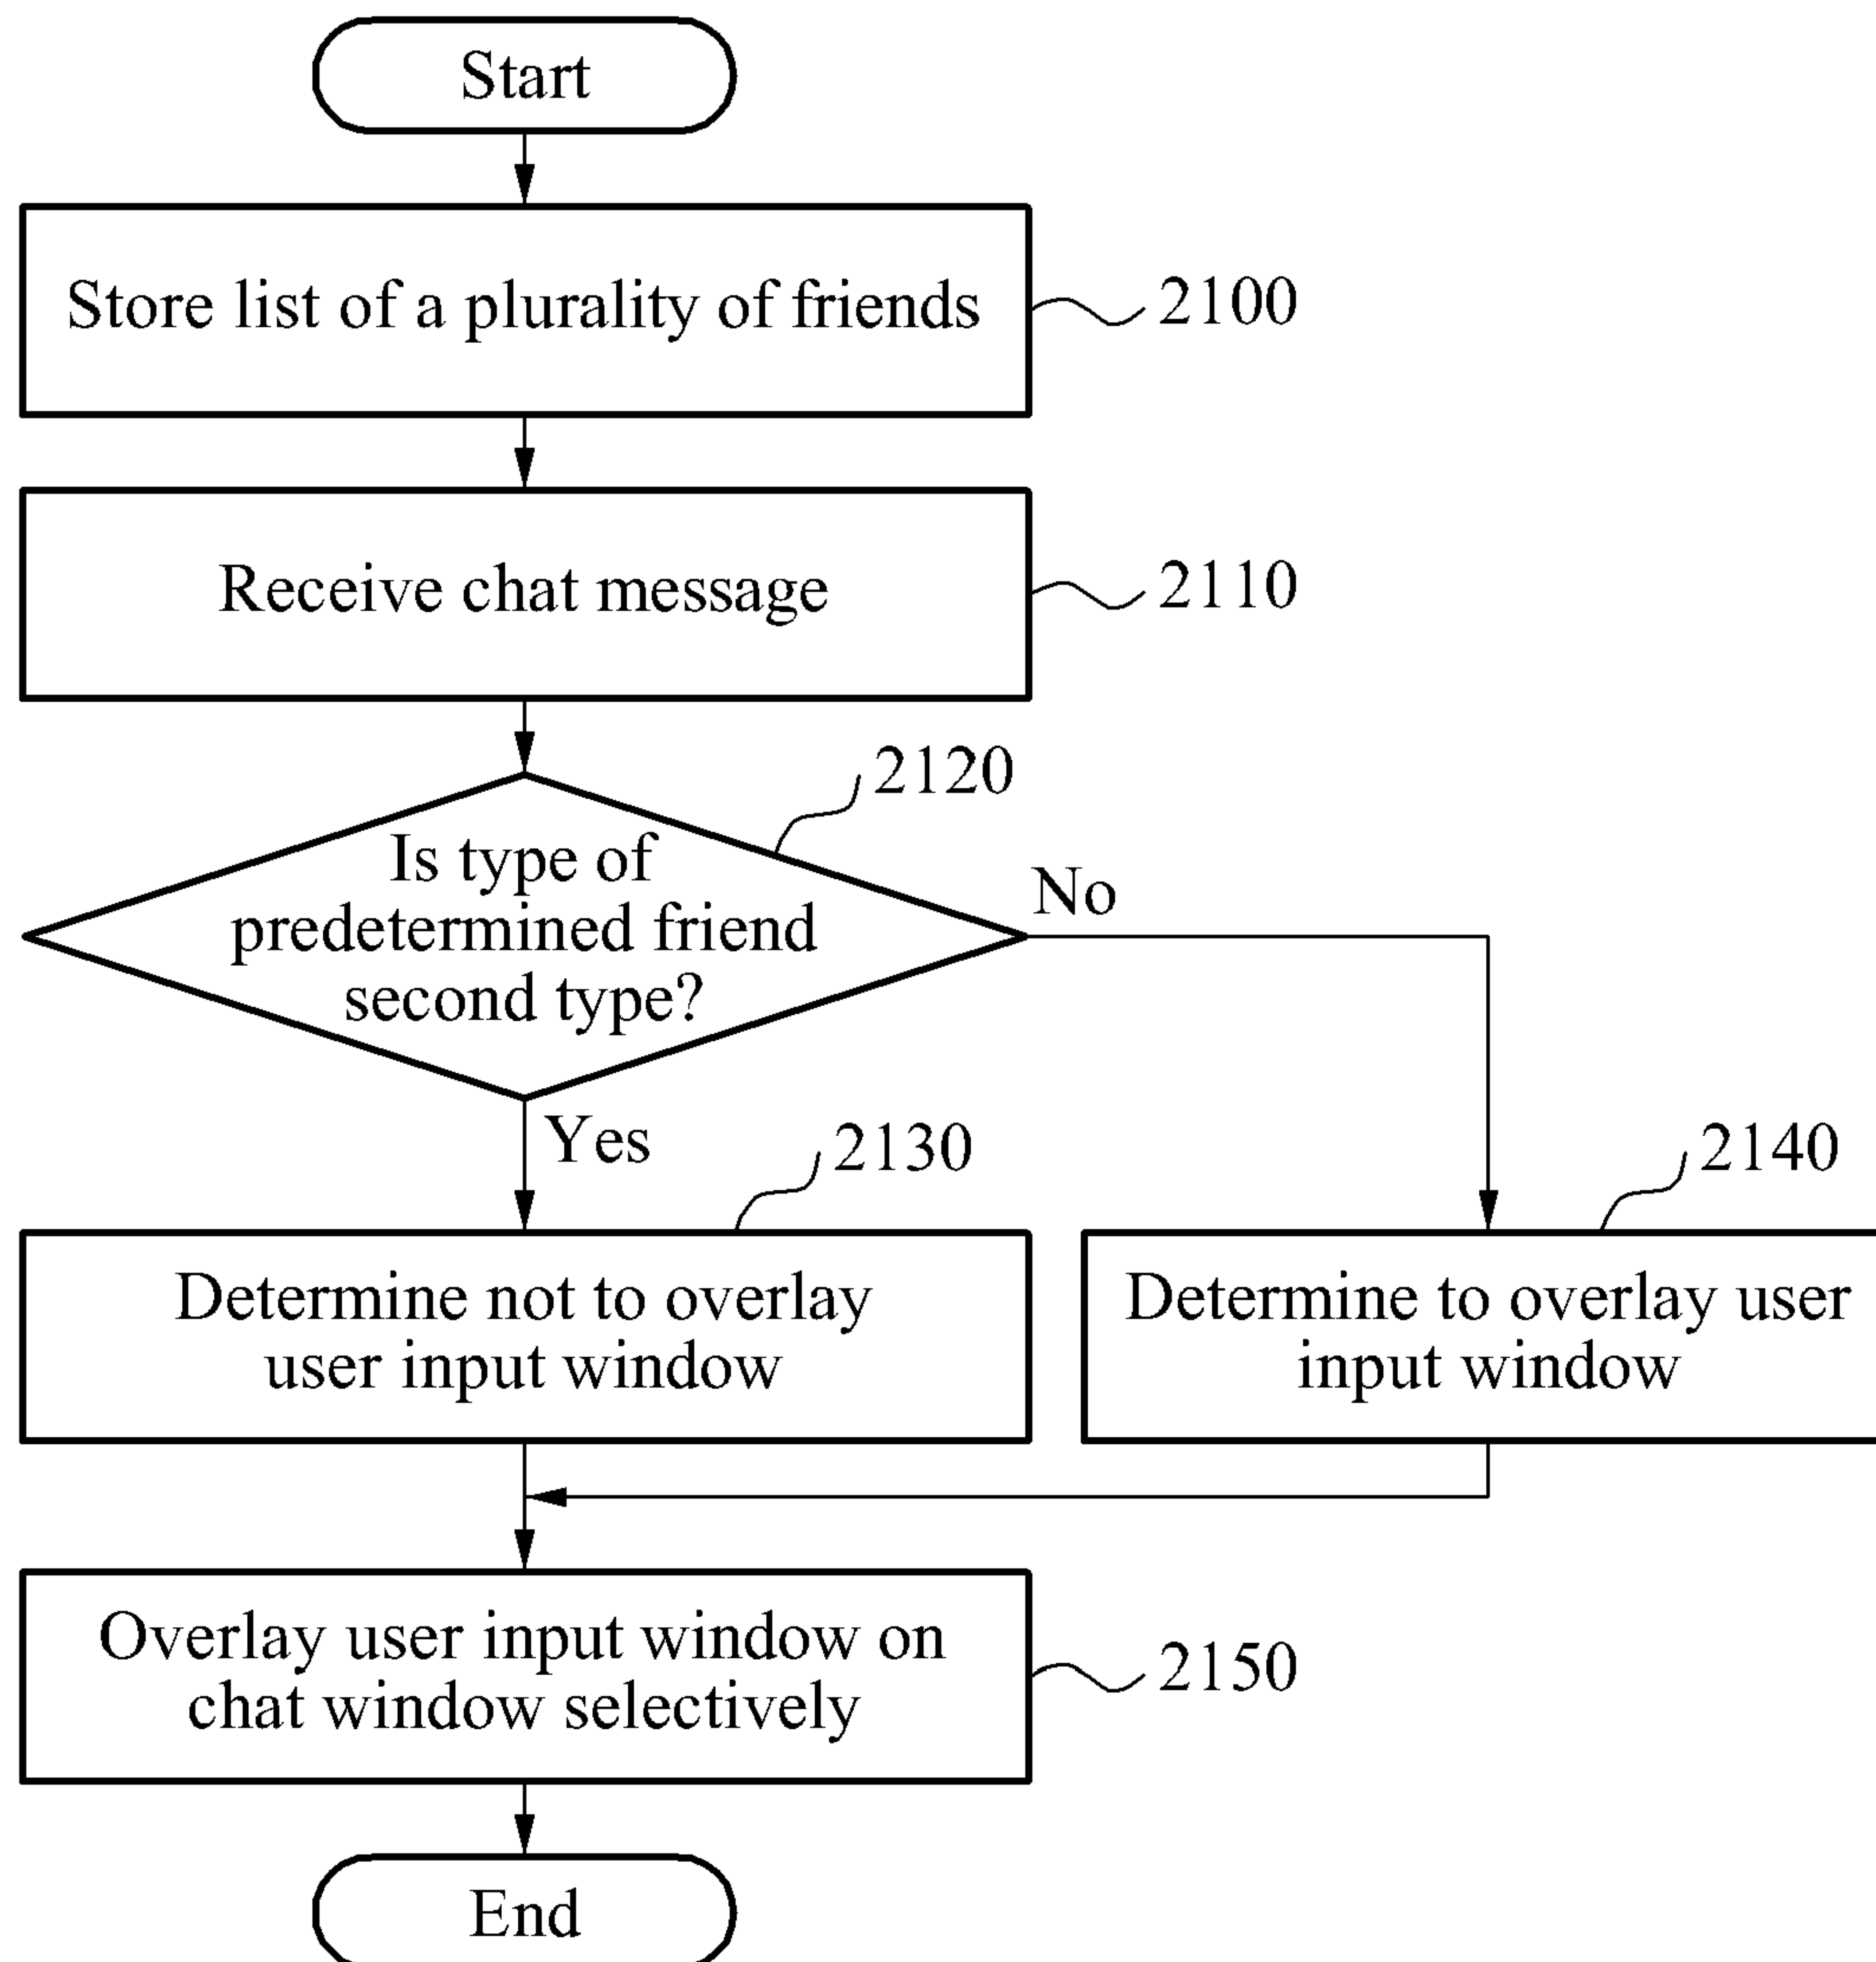 Start
Store list of a plurality of friends
2100
Receive chat message
2110
2120
Is type of
predetermined friend
second type?
No
Yes
2130
2140
Determine not to overlay
user input window
Determine to overlay user
input window
Overlay user input window on
chat window selectively
2150
End